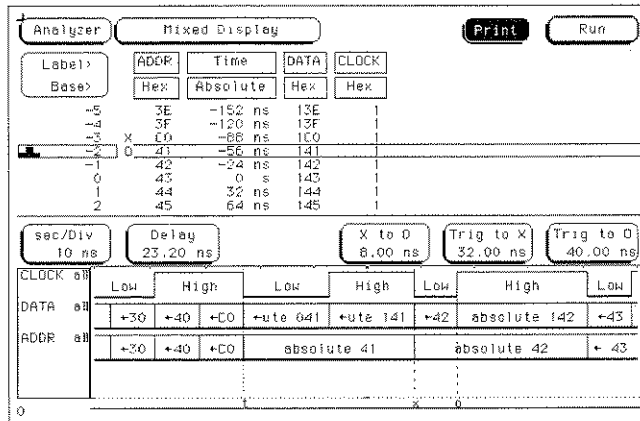 Analyzer Mixed Display Print Run
Label> ADDR Time DATA CLOCK
Base> Hex Absolute Hex Hex
-5 3E -152 ns 13E 1
-4 3F -120 ns 13F 1
-3 X C0 -88 ns 1C0 1
-2 O 41 -56 ns 141 1
-1 42 -24 ns 142 1
0 43 0 s 143 1
1 44 32 ns 144 1
2 45 64 ns 145 1
sec/Div Delay X to O Trig to X Trig to O
10 ns 23.20 ns 8.00 ns 32.00 ns 40.00 ns
CLOCK all Low High Low High Low High Low
DATA all ←30 ←40 ←C0 ←ute 041 ←ute 141 ←42 absolute 142 ←43
ADDR all ←30 ←40 ←C0 absolute 41 absolute 42 ← 43
O t x o